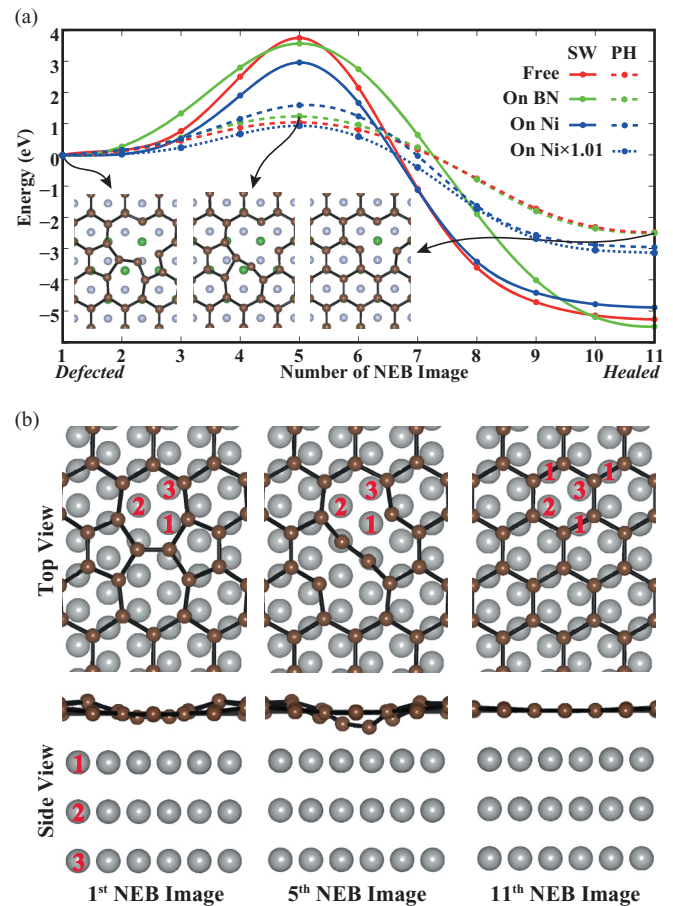 (a)
4
3
2
1
0
−1
−2
−3
−4
−5
Energy (eV)
SW PH
Free
On BN
On Ni
On Ni×1.01
1 2 3 4 5 6 7 8 9 10 11
Defected Number of NEB Image Healed
(b)
Top View
3
2
1
3
2
1
1 1
3
2
1
Side View
1
2
3
1st NEB Image 5th NEB Image 11th NEB Image